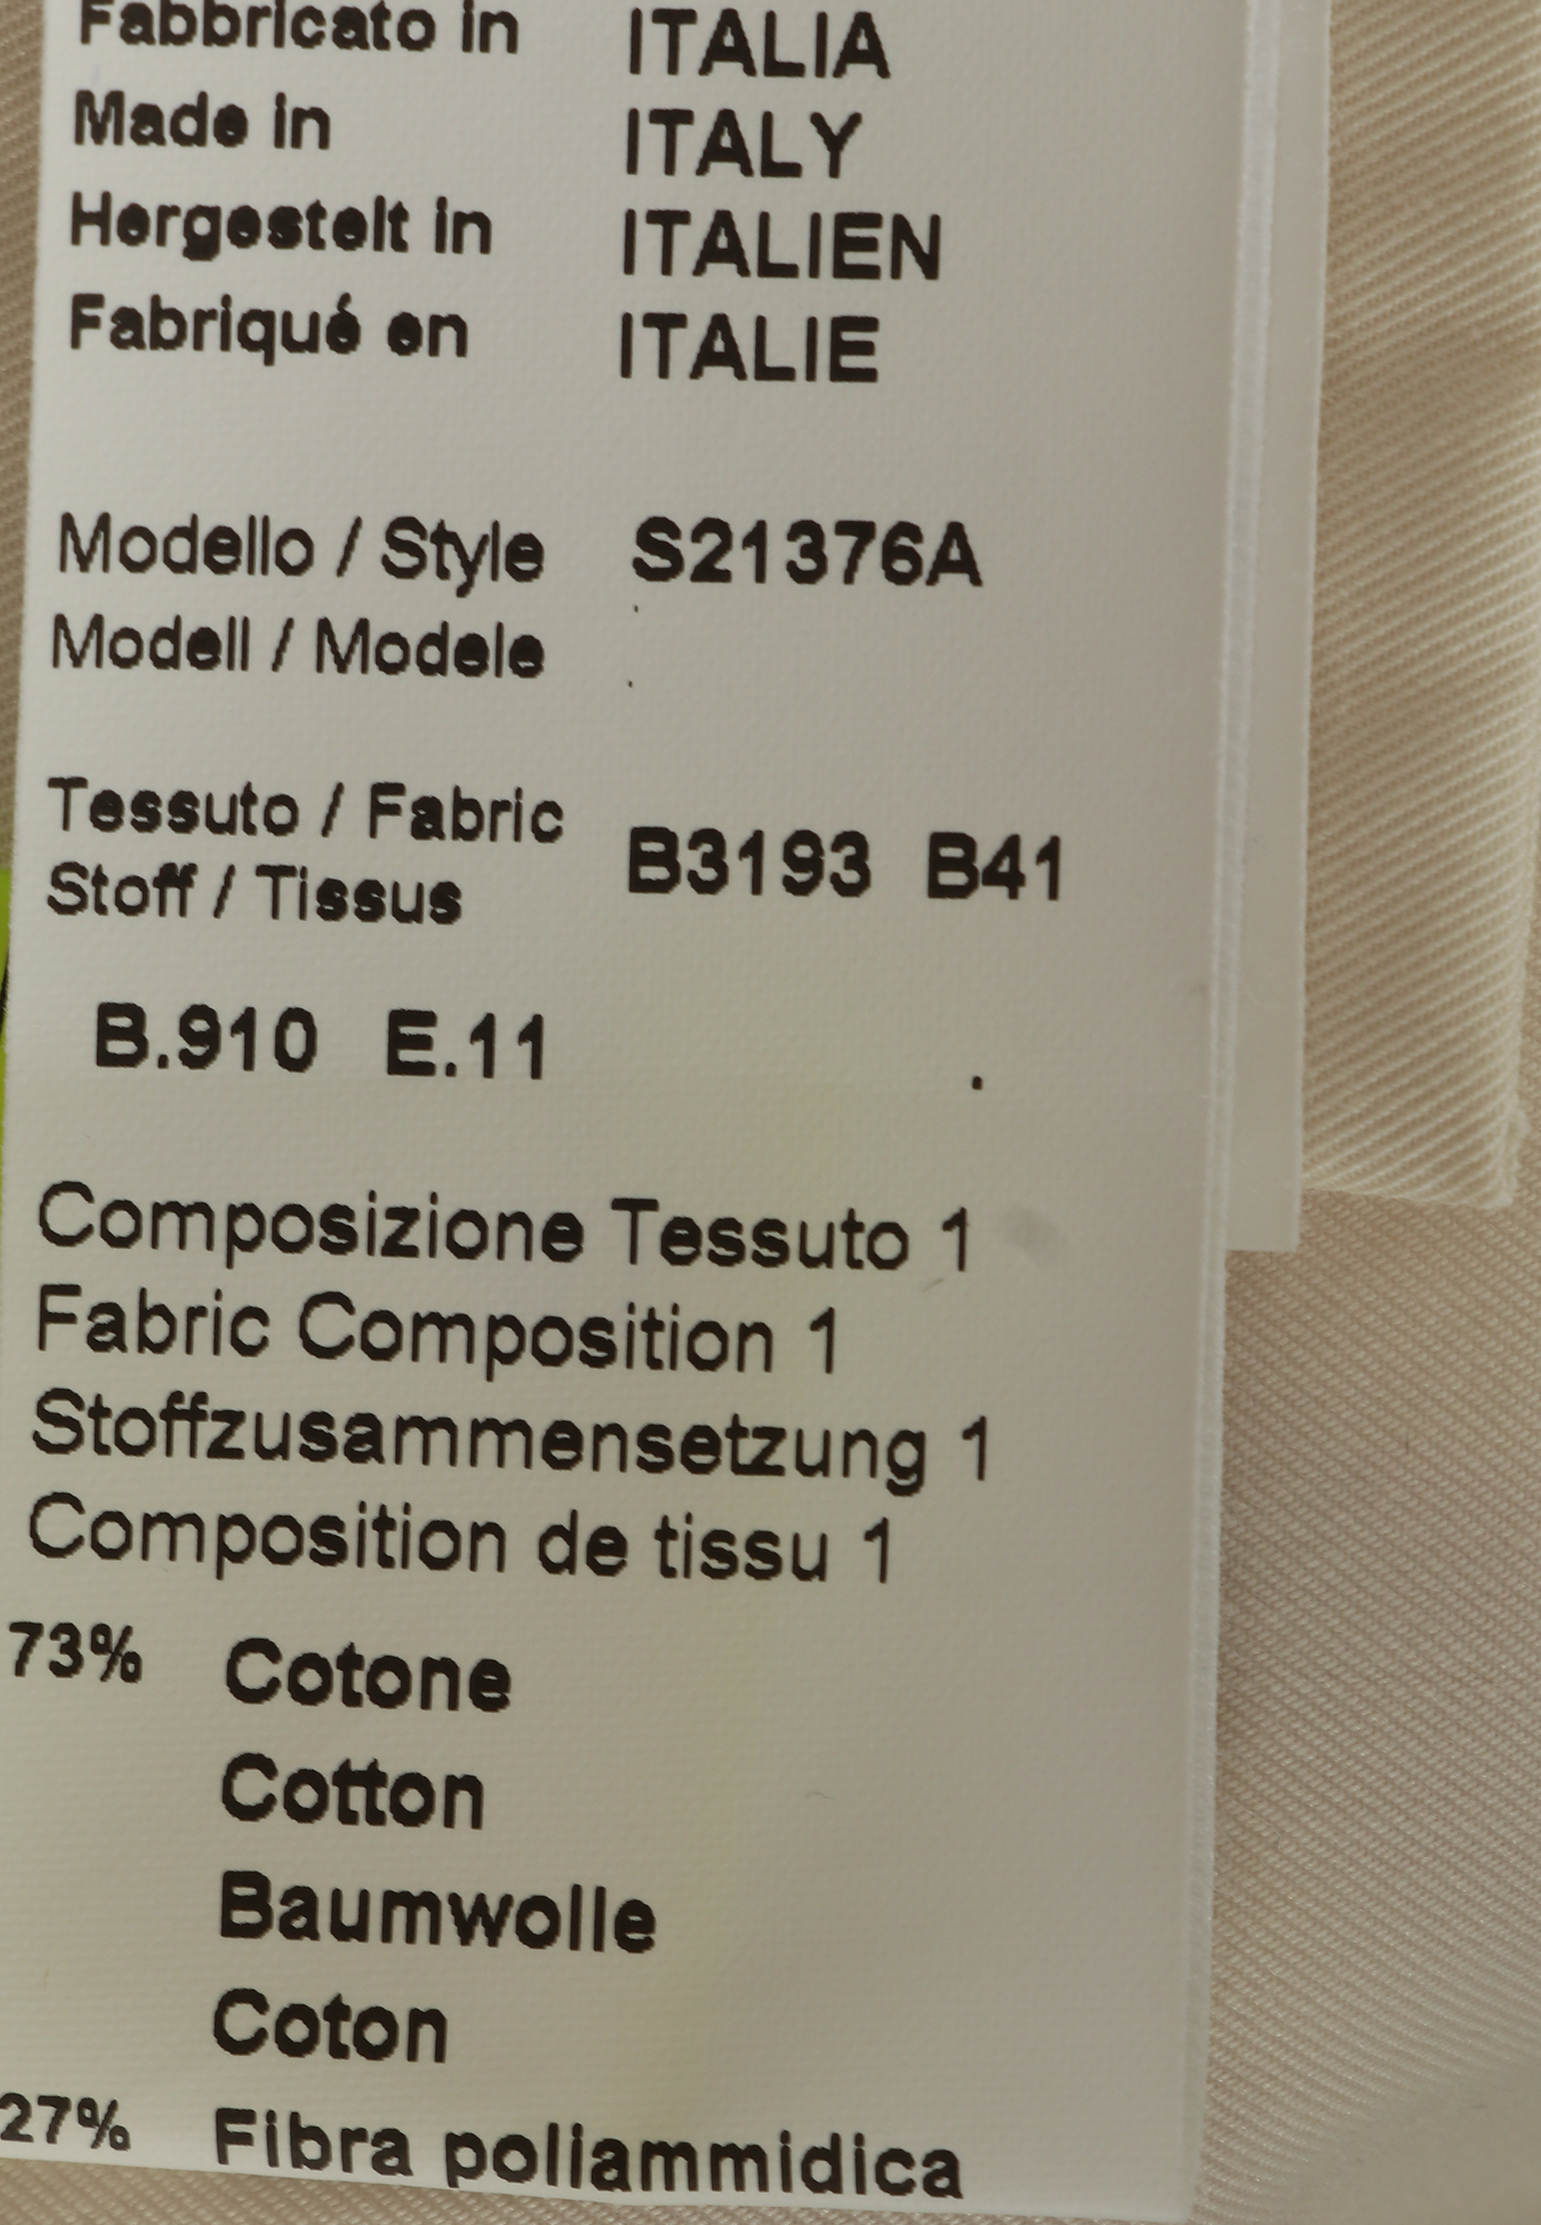 Fabbricato in ITALIA
Made in ITALY
Hergestelt in ITALIEN
Fabriqué en ITALIE
Modello / Style S21376A
Modell / Modele
Tessuto / Fabric
Stoff / Tissus B3193 B41
B.910 E.11
Composizione Tessuto 1
Fabric Composition 1
Stoffzusammensetzung 1
Composition de tissu 1
73% Cotone
Cotton
Baumwolle
Coton
27% Fibra poliammidica